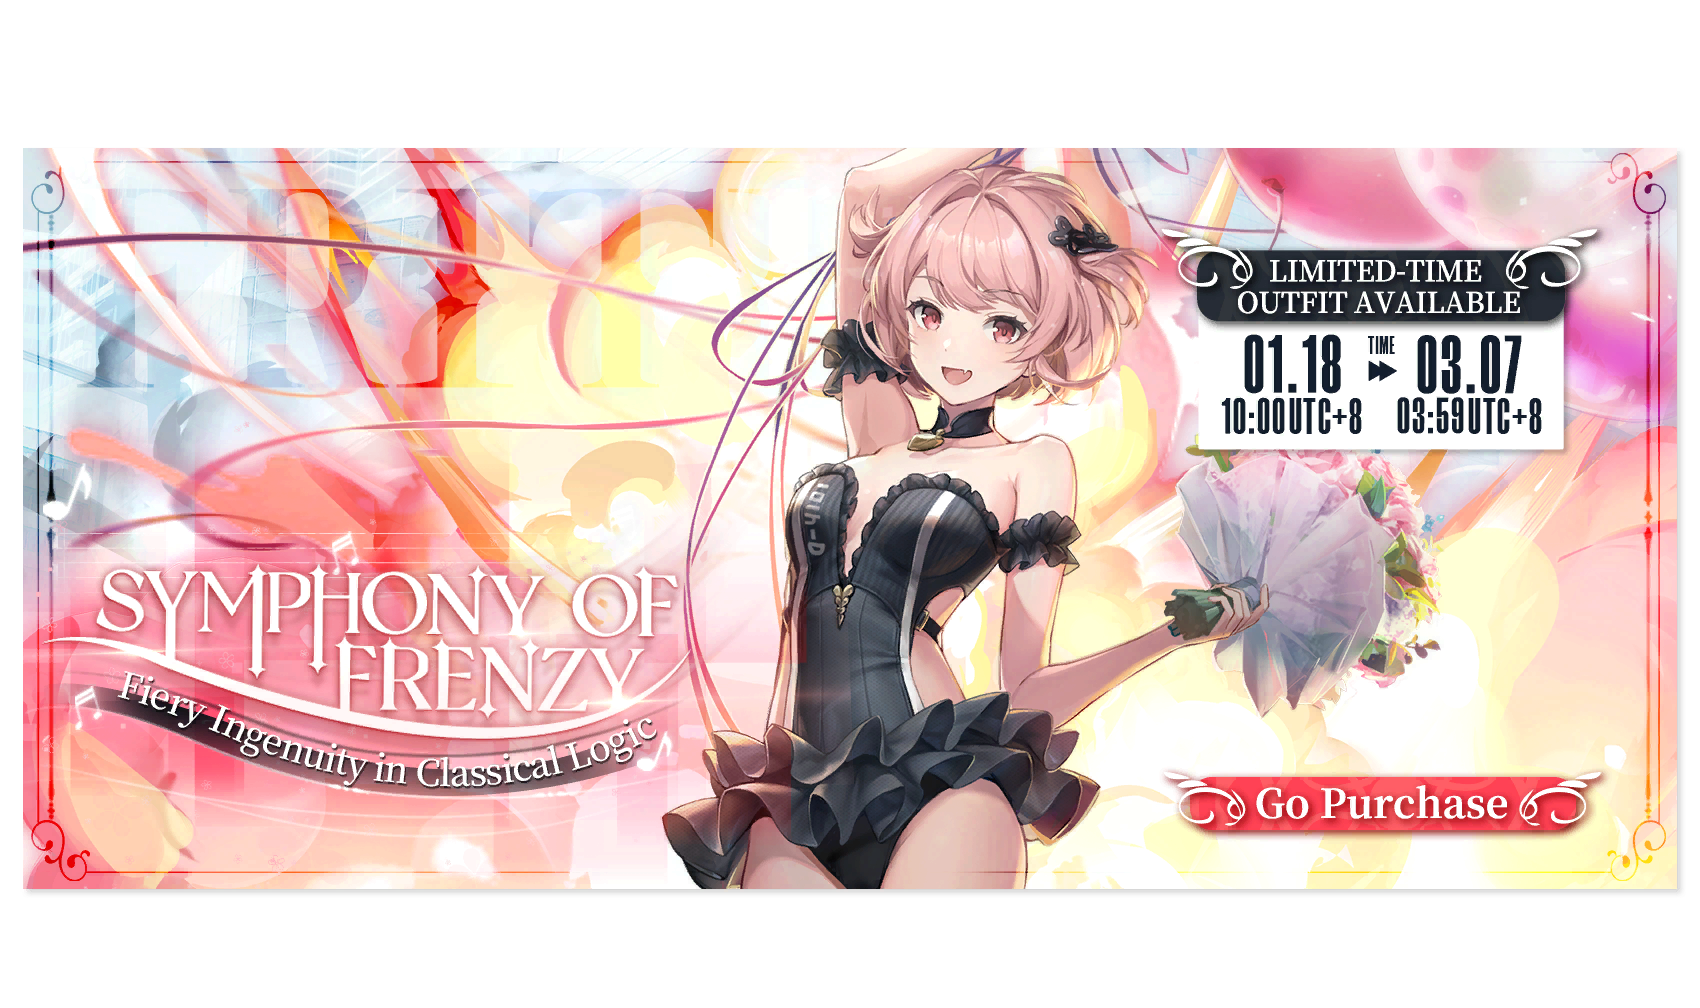 SYMPHONY OF
FRENZY
Fiery Ingenuity in Classical Logic
LIMITED-TIME
OUTFIT AVAILABLE
01.18 TIME 03.07
10:00UTC+8 03:59UTC+8
Go Purchase